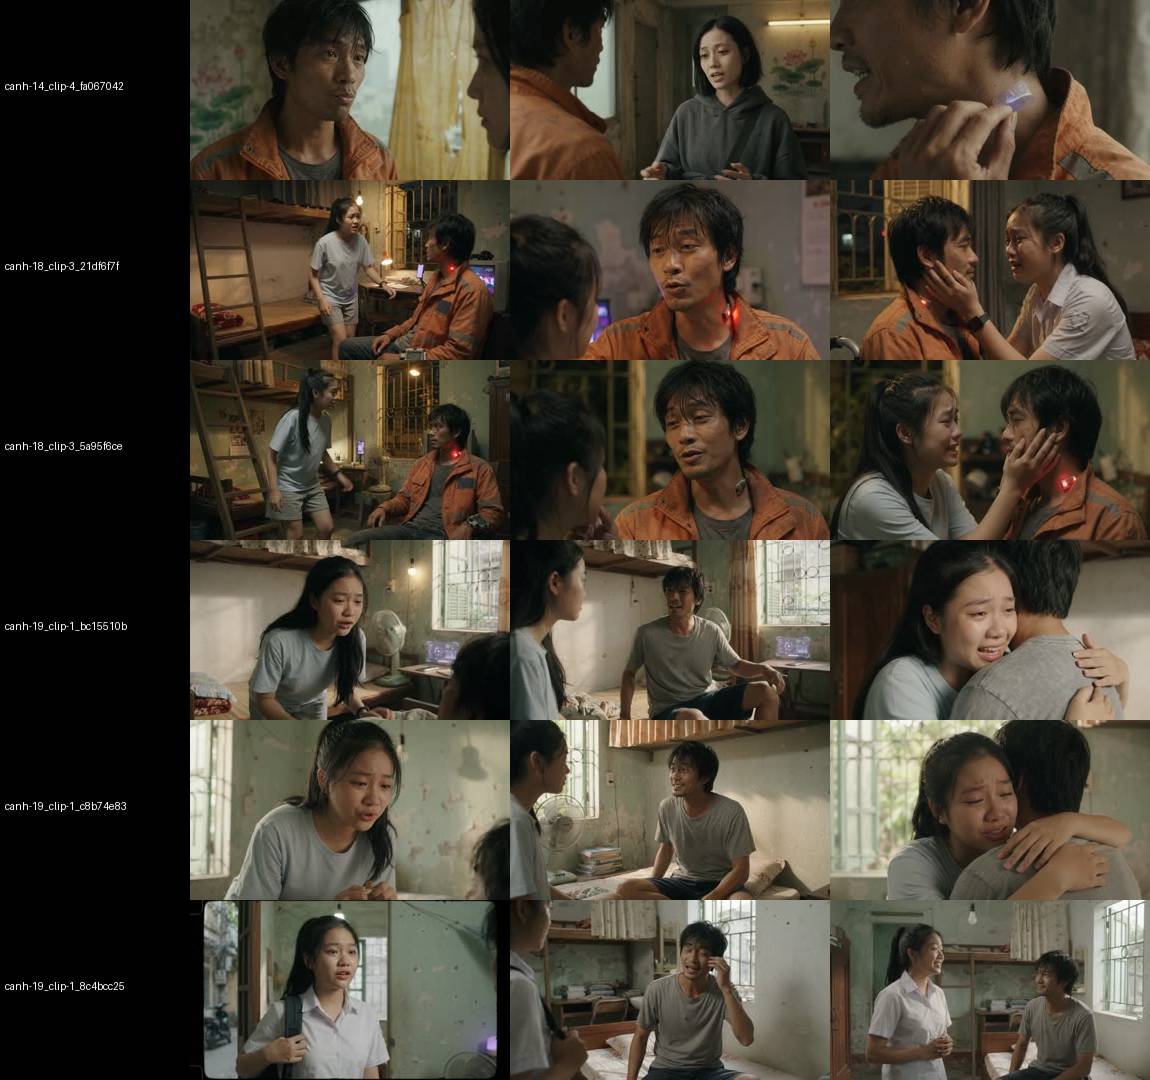 canh-14_clip-4_fa067042
canh-18_clip-3_21df6f7f
canh-18_clip-3_5a95f6ce
canh-19_clip-1_bc15510b
canh-19_clip-1_c8b74e83
canh-19_clip-1_8c4bcc25